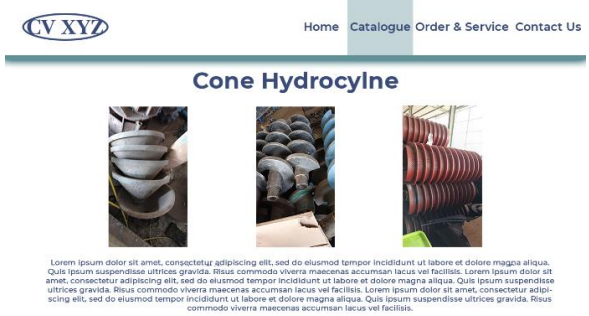 CV XYZ
Home Catalogue Order & Service Contact Us
Cone Hydrocylne
Lorem ipsum dolor sit amet, consectetur adipiscing elit, sed do eiusmod tempor incididunt ut labore et dolore magna aliqua.
Quis ipsum suspendisse ultrices gravida. Risus commodo viverra maecenas accumsan lacus vel facilisis. Lorem ipsum dolor sit
amet, consectetur adipiscing elit, sed do eiusmod tempor incididunt ut labore et dolore magna aliqua. Quis ipsum suspendisse
ultrices gravida. Risus commodo viverra maecenas accumsan lacus vel facilisis. Lorem ipsum dolor sit amet, consectetur adipi-
scing elit, sed do eiusmod tempor incididunt ut labore et dolore magna aliqua. Quis ipsum suspendisse ultrices gravida. Risus
commodo viverra maecenas accumsan lacus vel facilisis.